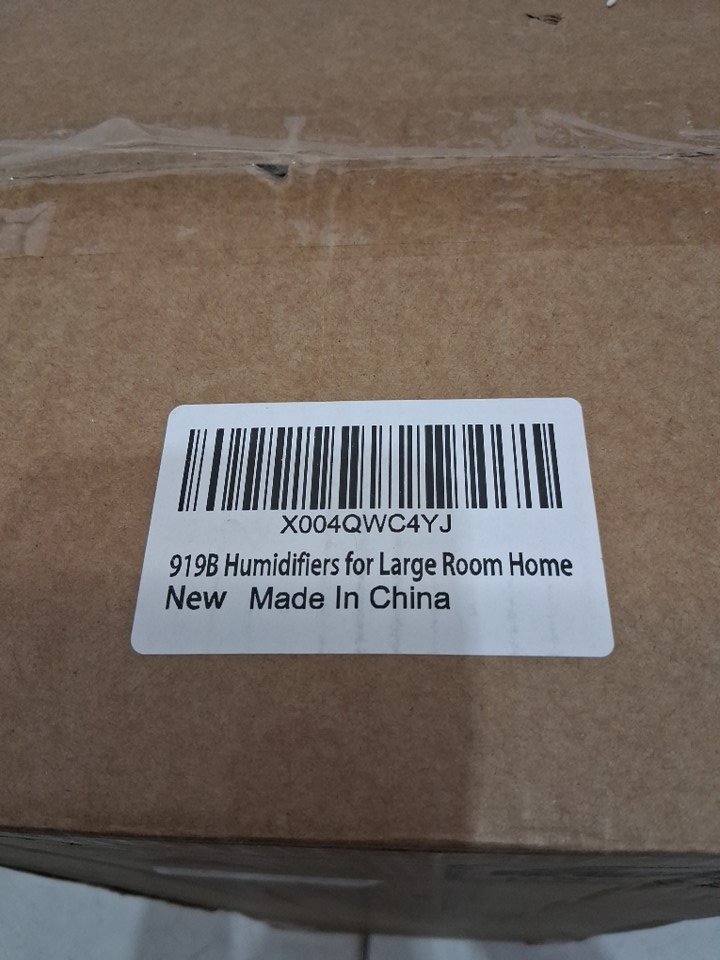 X004QWC4YJ
919B Humidifiers for Large Room Home
New Made In China